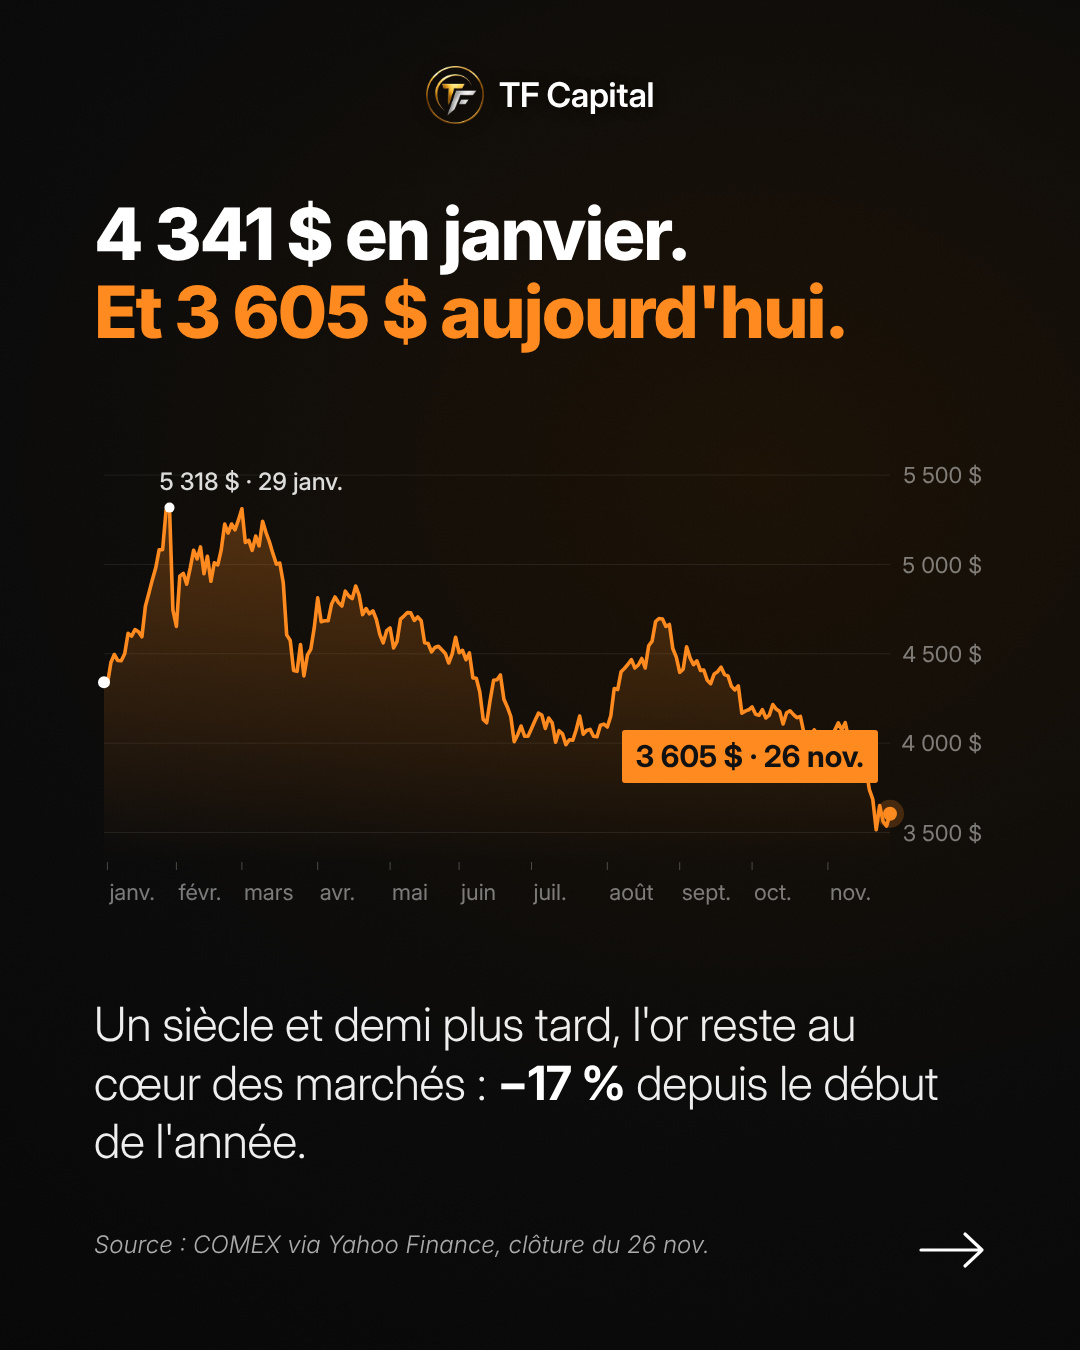 TF
TF Capital
4 341 $ en janvier.
Et 3 605 $ aujourd'hui.
5 318 $ · 29 janv.
5 500 $
5 000 $
4 500 $
4 000 $
3 605 $ · 26 nov.
3 500 $
janv. févr. mars avr. mai juin juil. août sept. oct. nov.
Un siècle et demi plus tard, l'or reste au
cœur des marchés : –17 % depuis le début
de l'année.
Source : COMEX via Yahoo Finance, clôture du 26 nov.